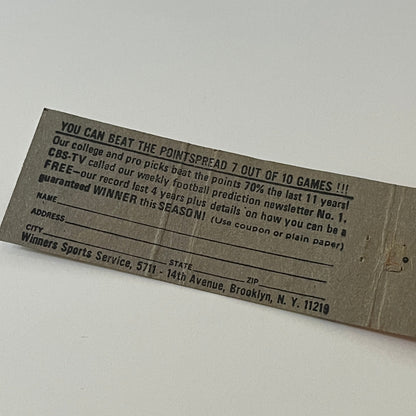 YOU CAN BEAT THE POINTSPREAD 7 OUT OF 10 GAMES !!!
Our college and pro picks beat the points 70% the last 11 years!
CBS-TV called our weekly football prediction newsletter No. 1.
FREE—our record last 4 years plus details on how you can be a
guaranteed WINNER this SEASON! (Use coupon or plain paper)
NAME
ADDRESS
CITY STATE ZIP
Winners Sports Service, 5711 - 14th Avenue, Brooklyn, N. Y. 11219